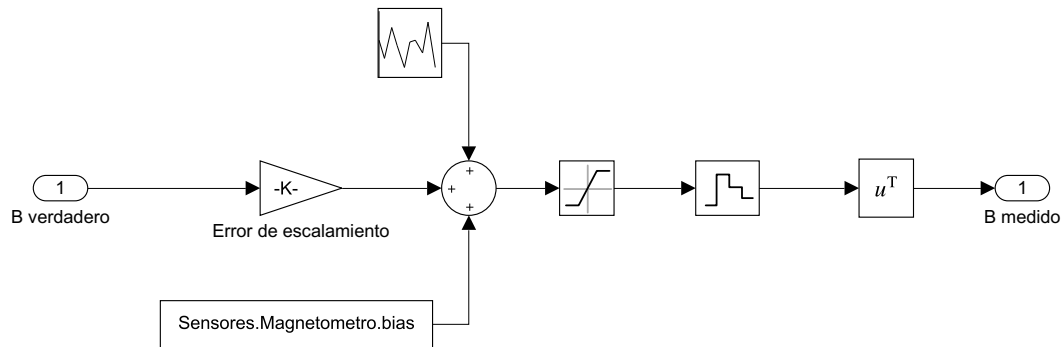 1
B verdadero
-K-
Error de escalamiento
+
+
+
Sensores.Magnetometro.bias
u^T
1
B medido